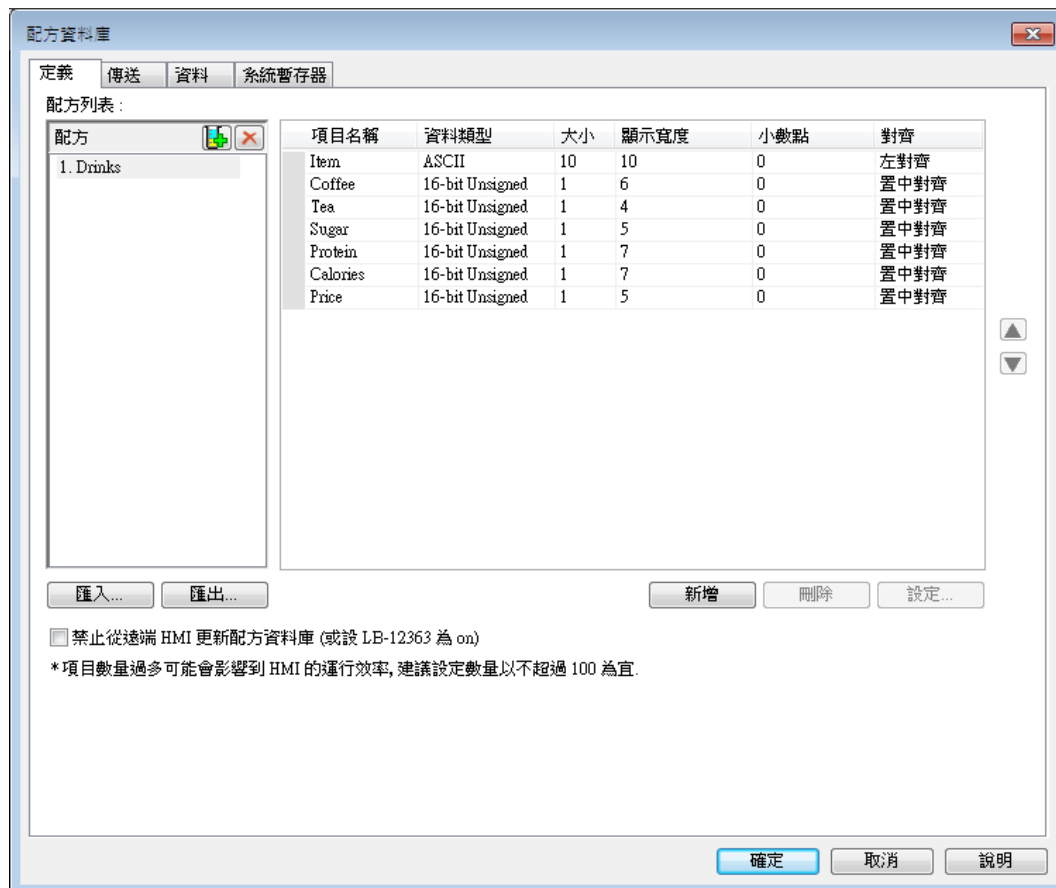 配方資料庫
定義 傳送 資料 系統暫存器
配方列表 :
配方
1. Drinks
項目名稱 資料類型 大小 顯示寬度 小數點 對齊
Item ASCII 10 10 0 左對齊
Coffee 16-bit Unsigned 1 6 0 置中對齊
Tea 16-bit Unsigned 1 4 0 置中對齊
Sugar 16-bit Unsigned 1 5 0 置中對齊
Protein 16-bit Unsigned 1 7 0 置中對齊
Calories 16-bit Unsigned 1 7 0 置中對齊
Price 16-bit Unsigned 1 5 0 置中對齊
匯入... 匯出... 新增 刪除 設定...
禁止從遠端 HMI 更新配方資料庫 (或設 LB-12363 為 on)
*項目數量過多可能會影響到 HMI 的運行效率, 建議設定數量以不超過 100 為宜.
確定 取消 說明